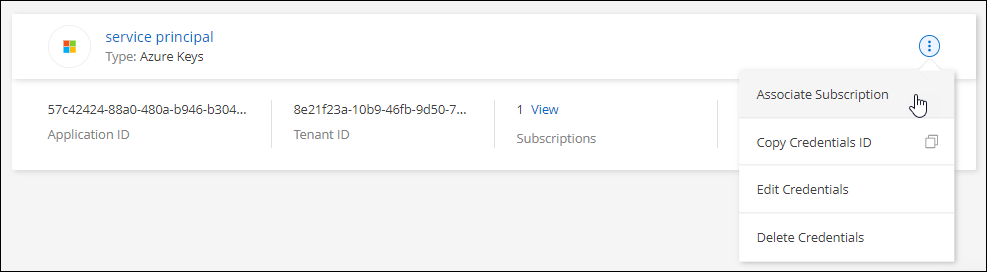 service principal
Type: Azure Keys
57c42424-88a0-480a-b946-b304...
Application ID
8e21f23a-10b9-46fb-9d50-7...
Tenant ID
1 View
Subscriptions
Associate Subscription
Copy Credentials ID
Edit Credentials
Delete Credentials